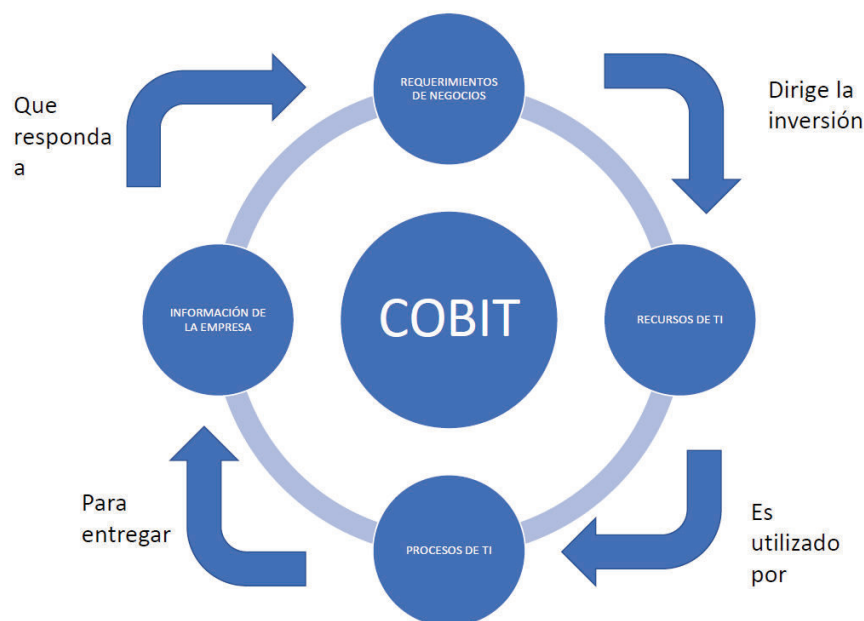 REQUERIMIENTOS
DE NEGOCIOS
Que
responda
a
Dirige la
inversión
INFORMACIÓN DE
LA EMPRESA
COBIT
RECURSOS DE TI
Para
entregar
PROCESOS DE TI
Es
utilizado
por